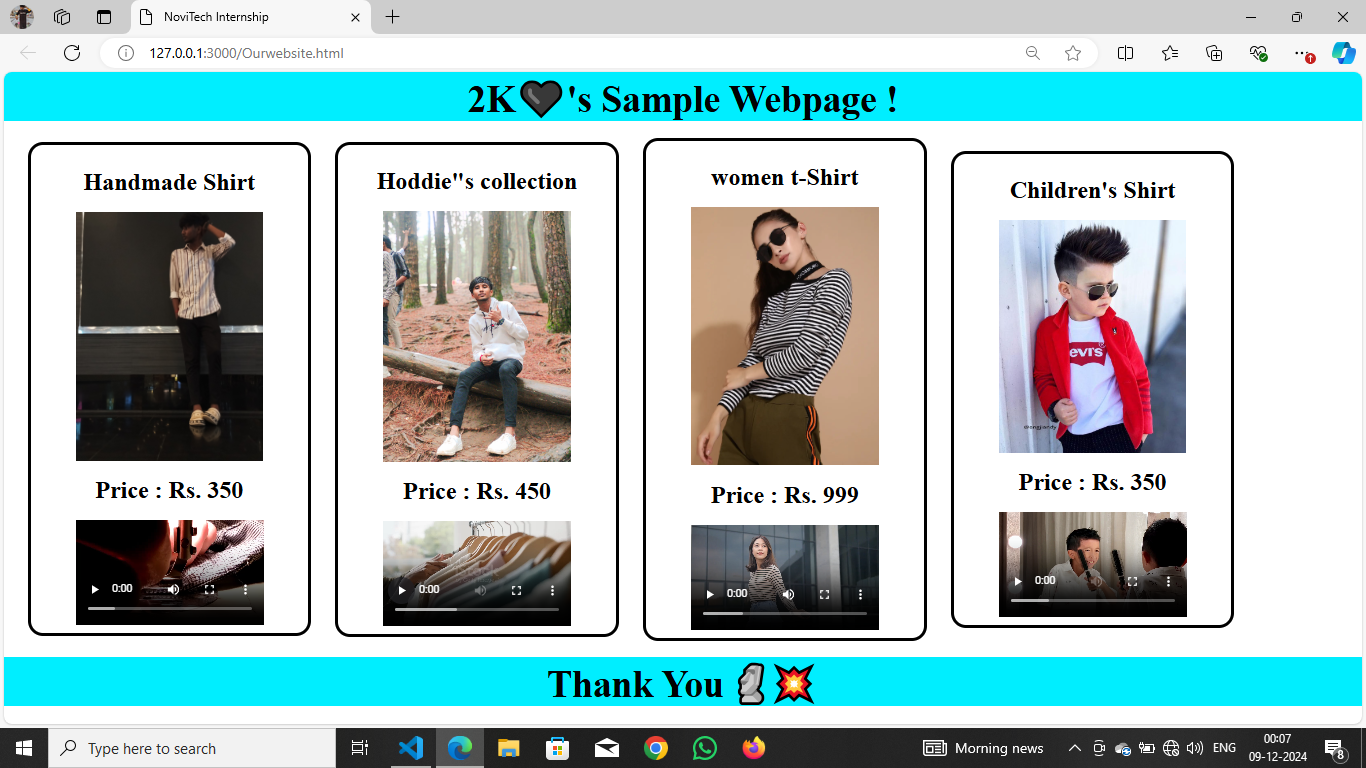 NoviTech Internship
127.0.0.1:3000/Ourwebsite.html
2K🖤's Sample Webpage !
Handmade Shirt
Hoddie"s collection
women t-Shirt
Children's Shirt
Levi's
Price : Rs. 350
Price : Rs. 450
Price : Rs. 999
Price : Rs. 350
0:00
0:00
0:00
0:00
Thank You 🗿💥
Type here to search
Morning news
ENG
00:07
09-12-2024
8